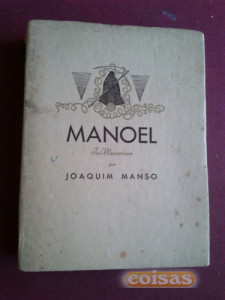 MANOEL
In-Memoriam
por
JOAQUIM MANSO
coisas